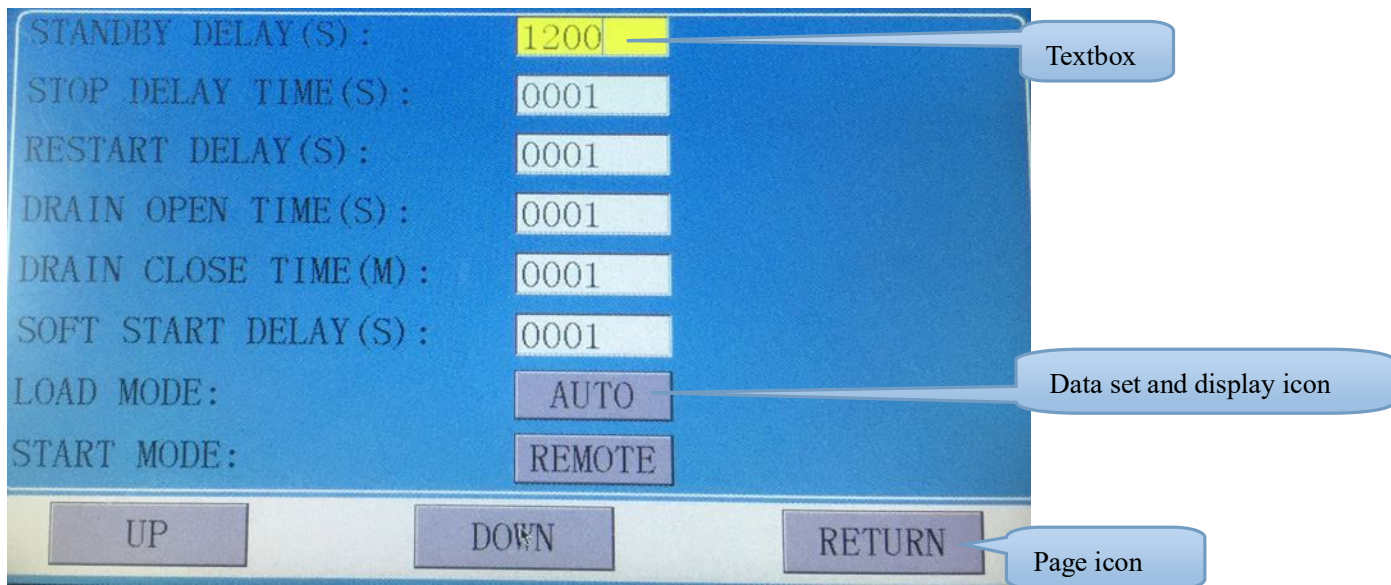 STANDBY DELAY(S): 1200 Textbox
STOP DELAY TIME(S): 0001
RESTART DELAY(S): 0001
DRAIN OPEN TIME(S): 0001
DRAIN CLOSE TIME(M): 0001
SOFT START DELAY(S): 0001
LOAD MODE: AUTO Data set and display icon
START MODE: REMOTE
UP DOWN RETURN Page icon